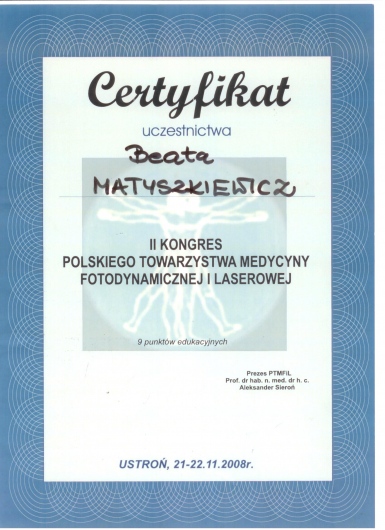 Certyfikat
uczestnictwa
Beata
MATYSZKIEWICZ
II KONGRES
POLSKIEGO TOWARZYSTWA MEDYCYNY
FOTODYNAMICZNEJ I LASEROWEJ
9 punktów edukacyjnych
Prezes PTMFiL
Prof. dr hab. n. med. dr h. c.
Aleksander Sieroń
USTROŃ, 21-22.11.2008r.